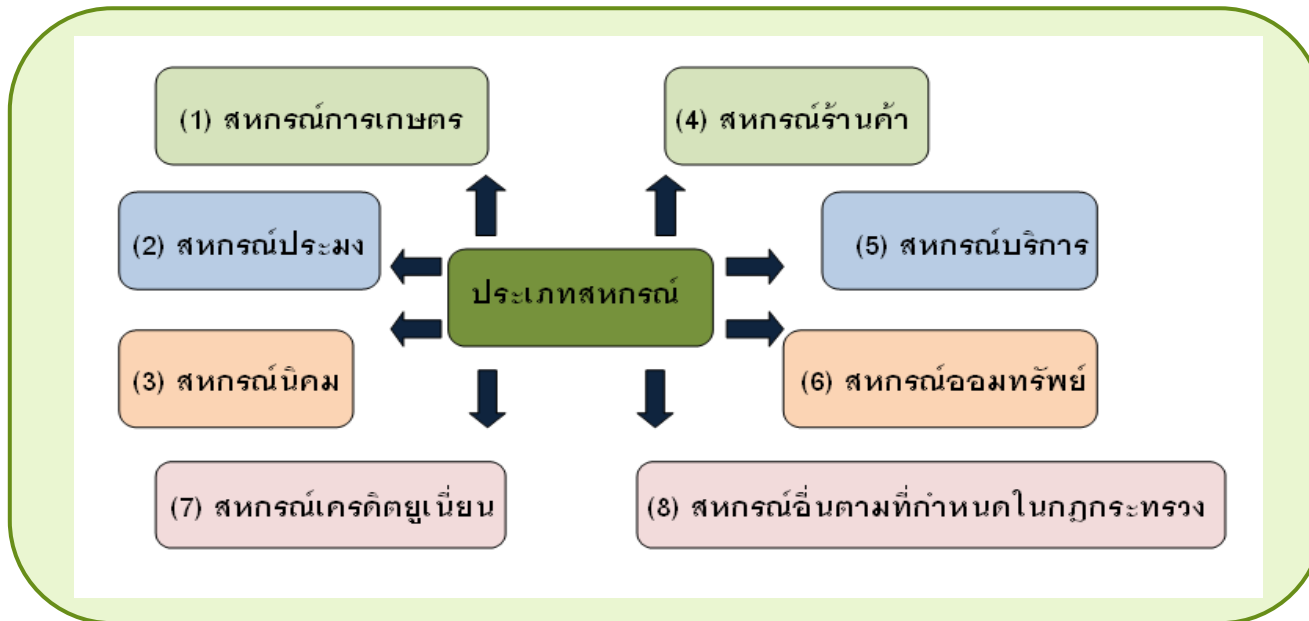 (1) สหกรณ์การเกษตร
(4) สหกรณ์ร้านค้า
(2) สหกรณ์ประมง
(5) สหกรณ์บริการ
ประเภทสหกรณ์
(3) สหกรณ์นิคม
(6) สหกรณ์ออมทรัพย์
(7) สหกรณ์เครดิตยูเนี่ยน
(8) สหกรณ์อื่นตามที่กำหนดในกฎกระทรวง